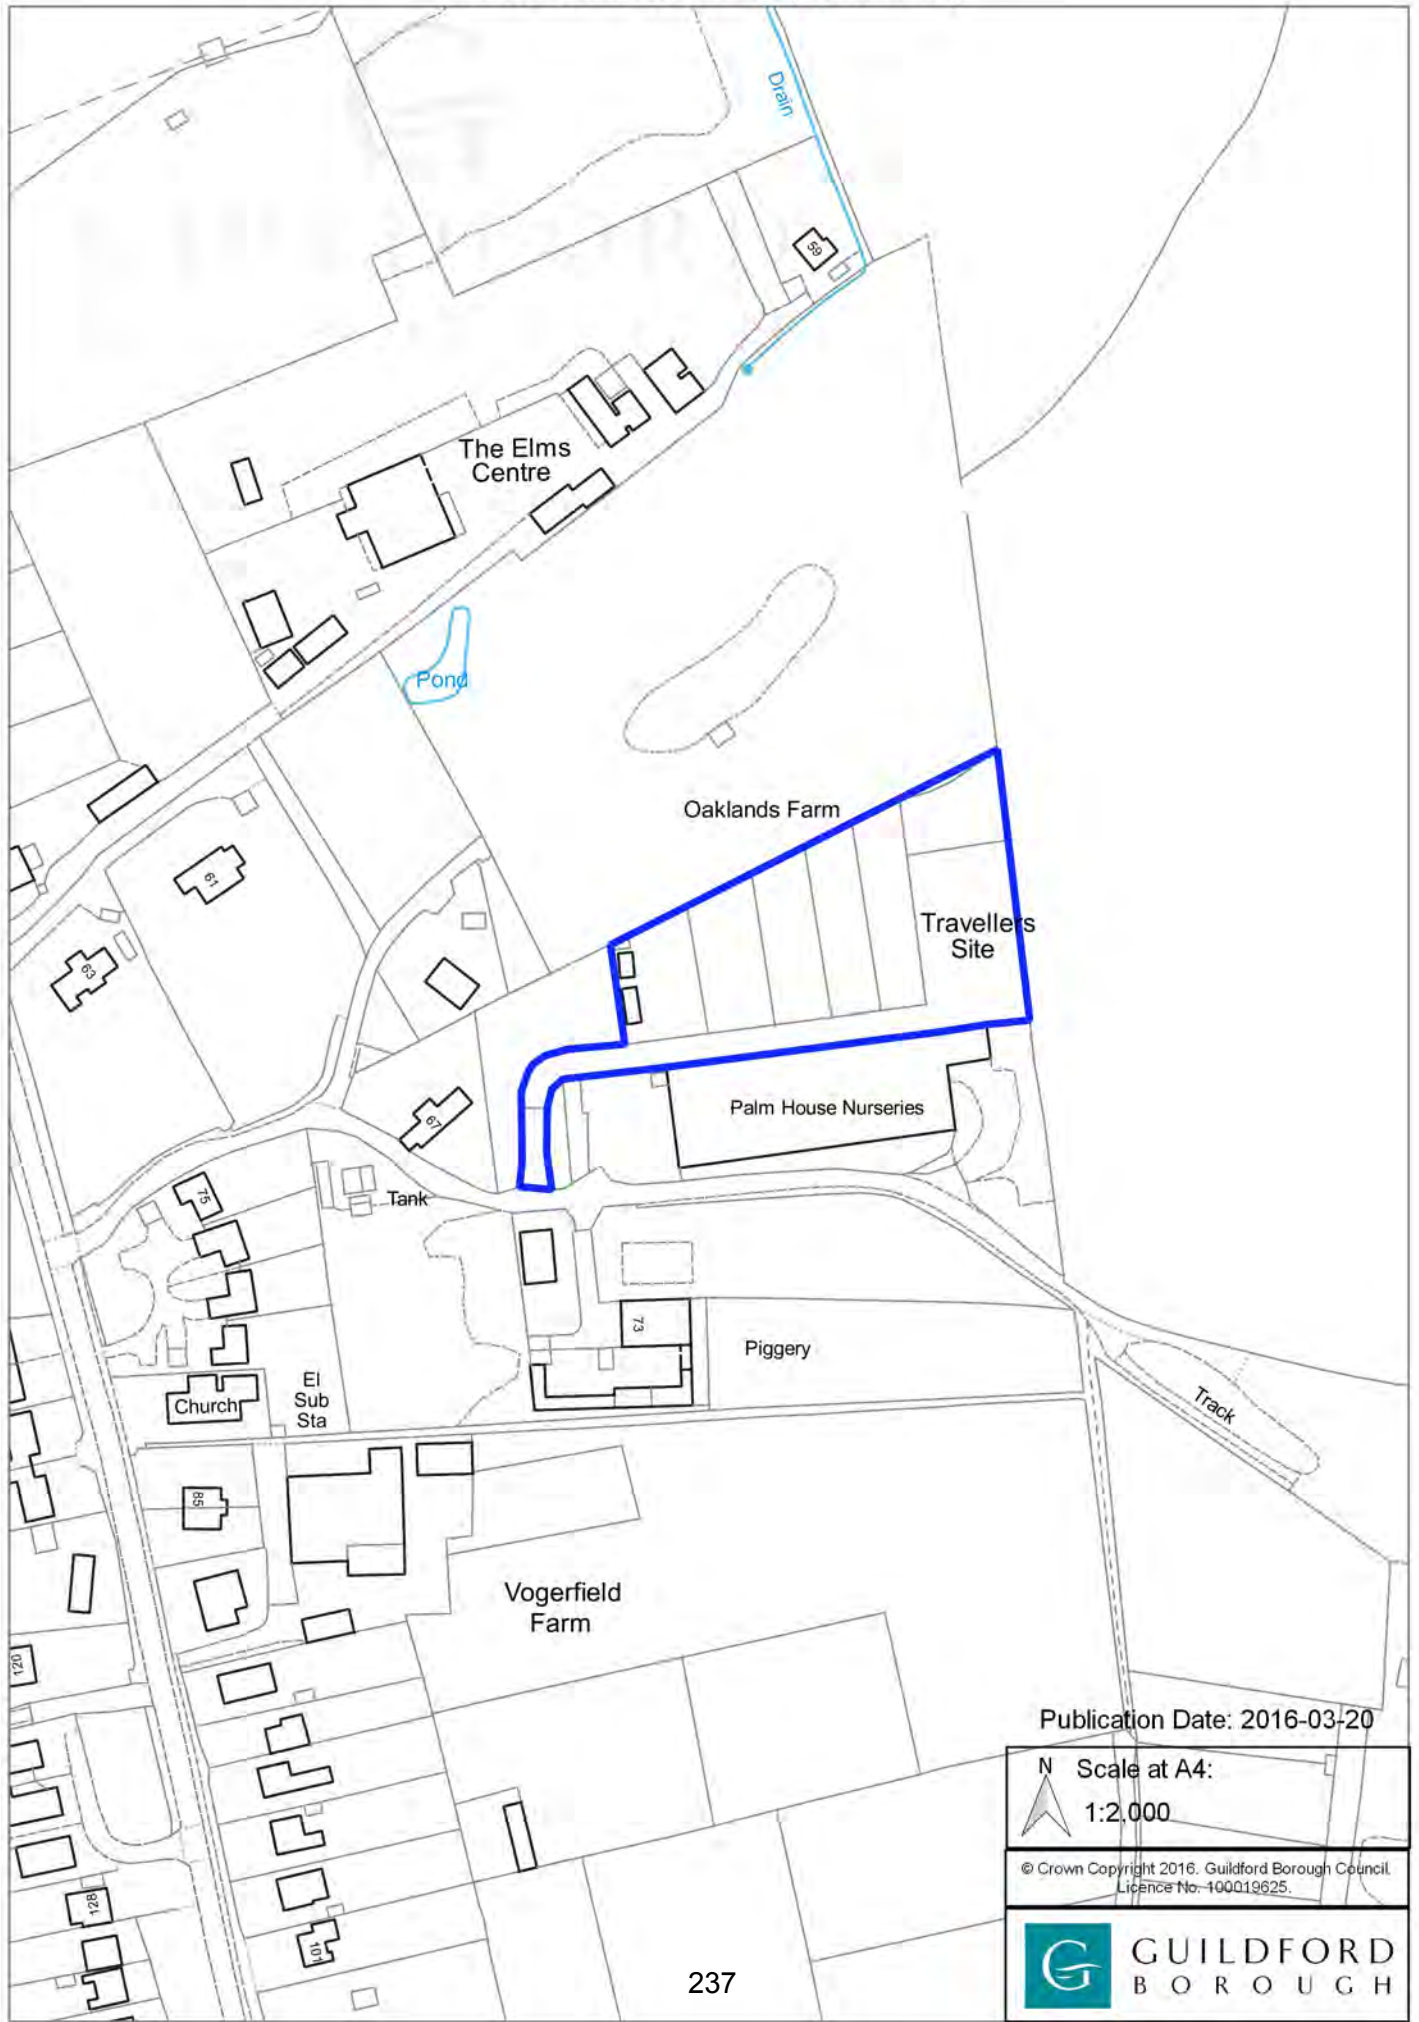 Drain
59
The Elms
Centre
Pond
Oaklands Farm
61
Travellers
Site
63
Palm House Nurseries
67
75
Tank
73
Piggery
El
Sub
Sta
Church
Track
85
Vogerfield
Farm
120
Publication Date: 2016-03-20
N
Scale at A4:
1:2,000
© Crown Copyright 2016. Guildford Borough Council.
Licence No. 100019625.
128
101
G
GUILDFORD
BOROUGH
237